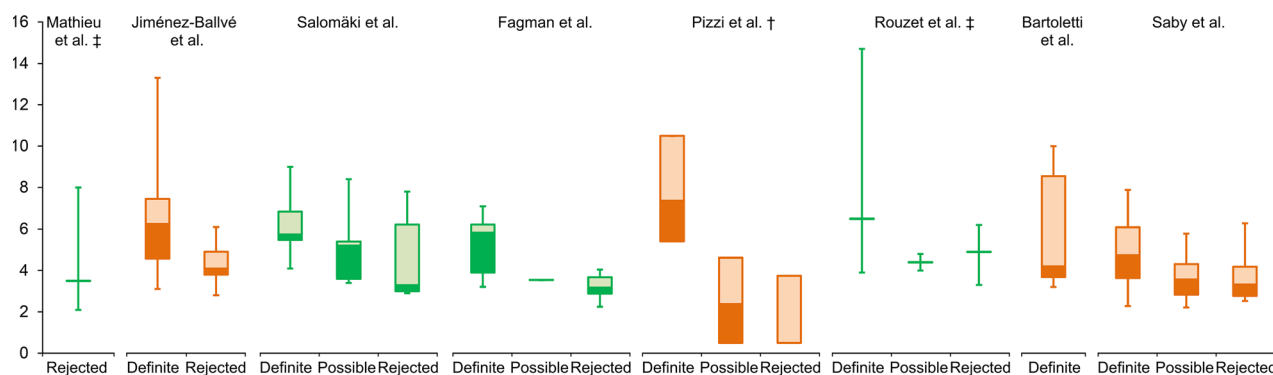 16
14
12
10
8
6
4
2
0
Mathieu
et al. ‡
Jiménez-Ballvé
et al.
Salomäki et al.
Fagman et al.
Pizzi et al. †
Rouzet et al. ‡
Bartoletti
et al.
Saby et al.
Rejected
Definite Rejected
Definite Possible Rejected
Definite Possible Rejected
Definite Possible Rejected
Definite Possible Rejected
Definite
Definite Possible Rejected